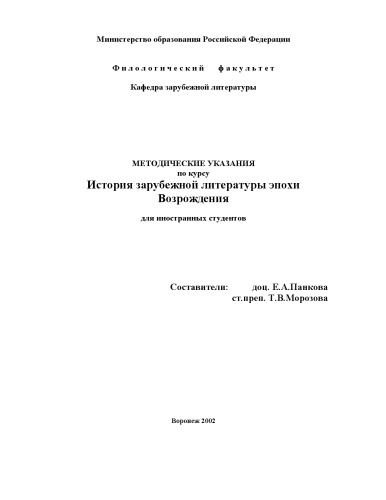 Министерство образования Российской Федерации
Филологический факультет
Кафедра зарубежной литературы
МЕТОДИЧЕСКИЕ УКАЗАНИЯ
по курсу
История зарубежной литературы эпохи
Возрождения
для иностранных студентов
Составители: доц. Е.А.Панкова
ст.преп. Т.В.Морозова
Воронеж 2002